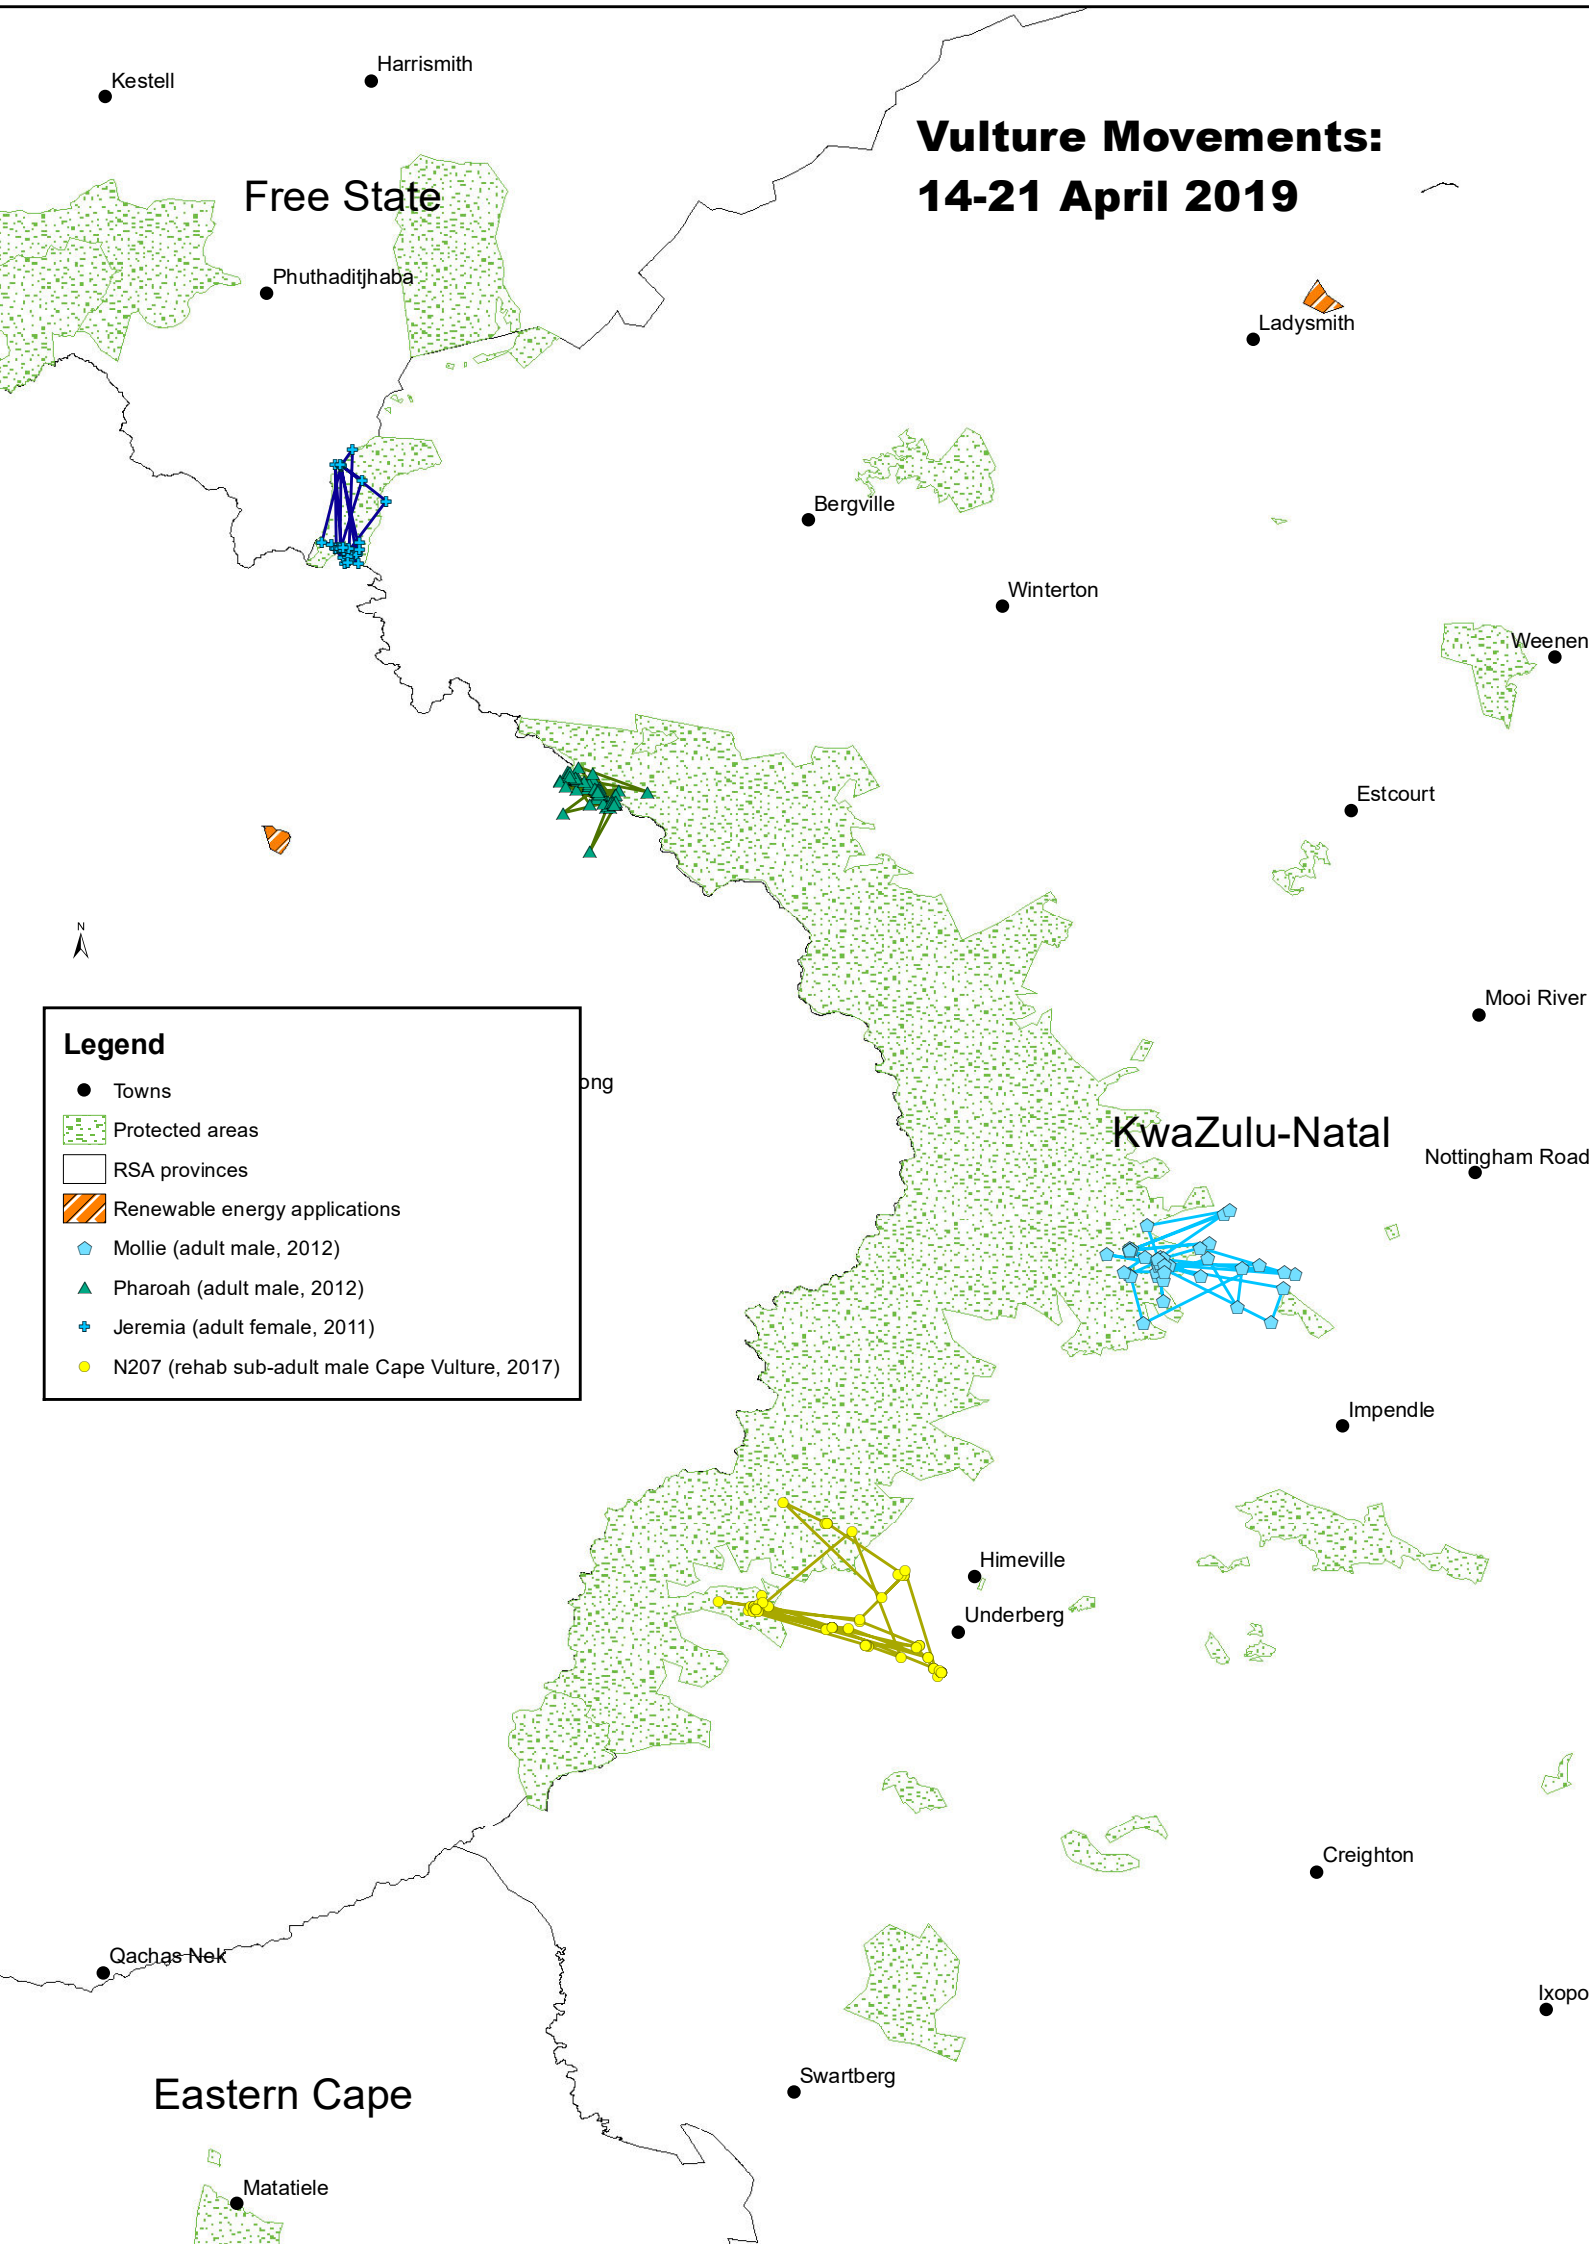 Harrismith
Kestell
Vulture Movements:
14-21 April 2019
Free State
Phuthaditjhaba
Ladysmith
Bergville
Winterton
Weenen
Estcourt
N
Mooi River
Legend
Towns
Protected areas
RSA provinces
Renewable energy applications
Mollie (adult male, 2012)
Pharoah (adult male, 2012)
Jeremia (adult female, 2011)
N207 (rehab sub-adult male Cape Vulture, 2017)
ong
KwaZulu-Natal
Nottingham Road
Impendle
Himeville
Underberg
Creighton
Qachas Nek
Ixopo
Swartberg
Eastern Cape
Matatiele